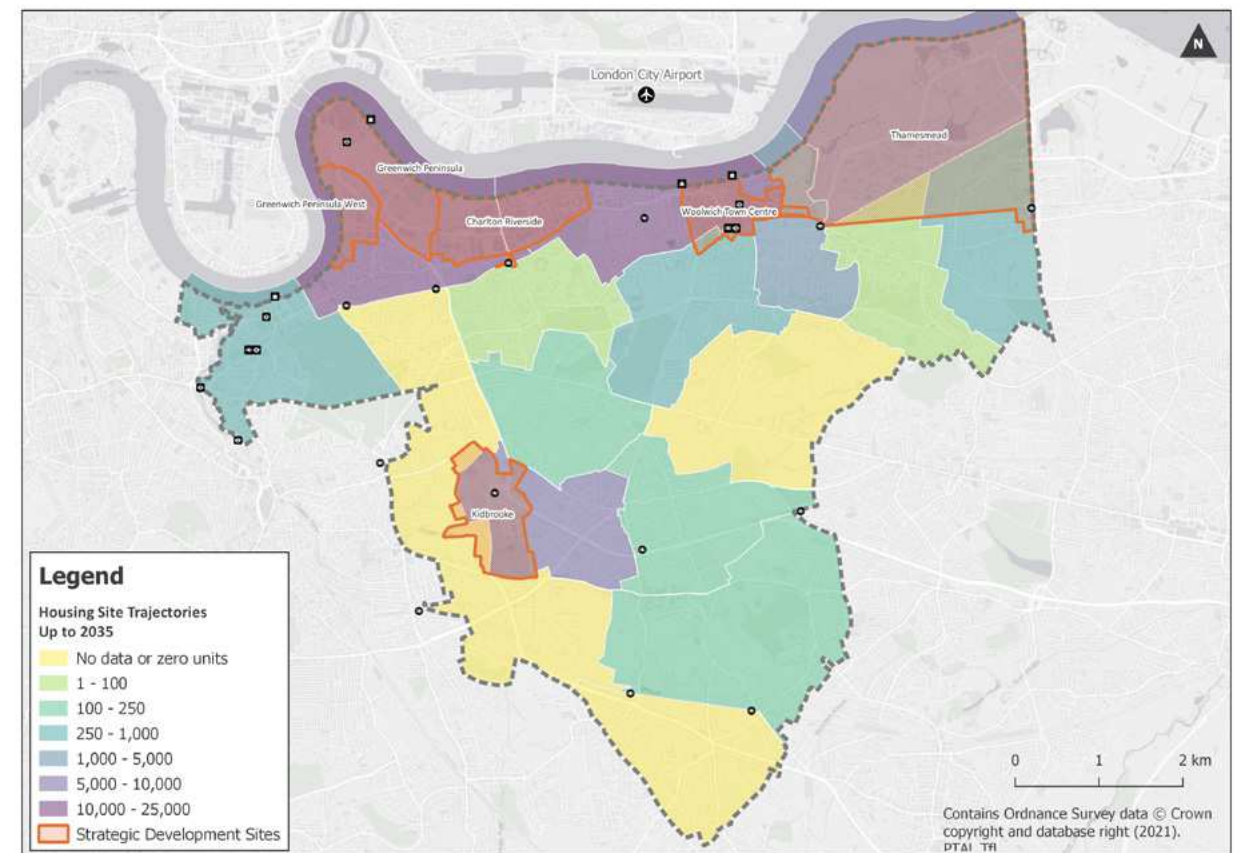 N
London City Airport
Thamesmead
Greenwich Peninsula
Greenwich Peninsula West
Charlton Riverside
Woolwich Town Centre
Kidbrooke
Legend
Housing Site Trajectories
Up to 2035
No data or zero units
1 - 100
100 - 250
250 - 1,000
1,000 - 5,000
5,000 - 10,000
10,000 - 25,000
Strategic Development Sites
0 1 2 km
Contains Ordnance Survey data © Crown
copyright and database right (2021).
PTAL TfL